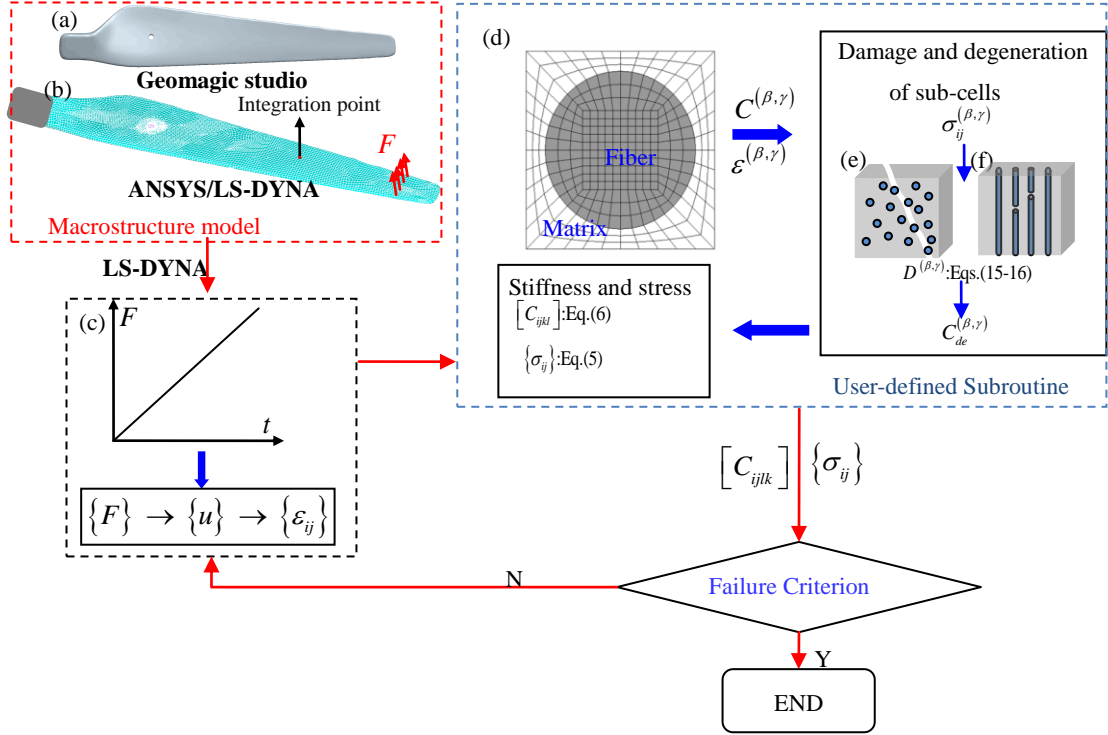 (a)
Geomagic studio
(b)
Integration point
F
ANSYS/LS-DYNA
Macrostructure model
LS-DYNA
(c)
F
t
{F} → {u} → {ε_ij}
(d)
Fiber
Matrix
C^(β,γ)
ε^(β,γ)
Damage and degeneration
of sub-cells
σ_ij^(β,γ)
(e)
(f)
D^(β,γ):Eqs.(15-16)
C_de^(β,γ)
Stiffness and stress
[C_ijkl]:Eq.(6)
{σ_ij}:Eq.(5)
User-defined Subroutine
[C_ijlk] {σ_ij}
Failure Criterion
N
Y
END